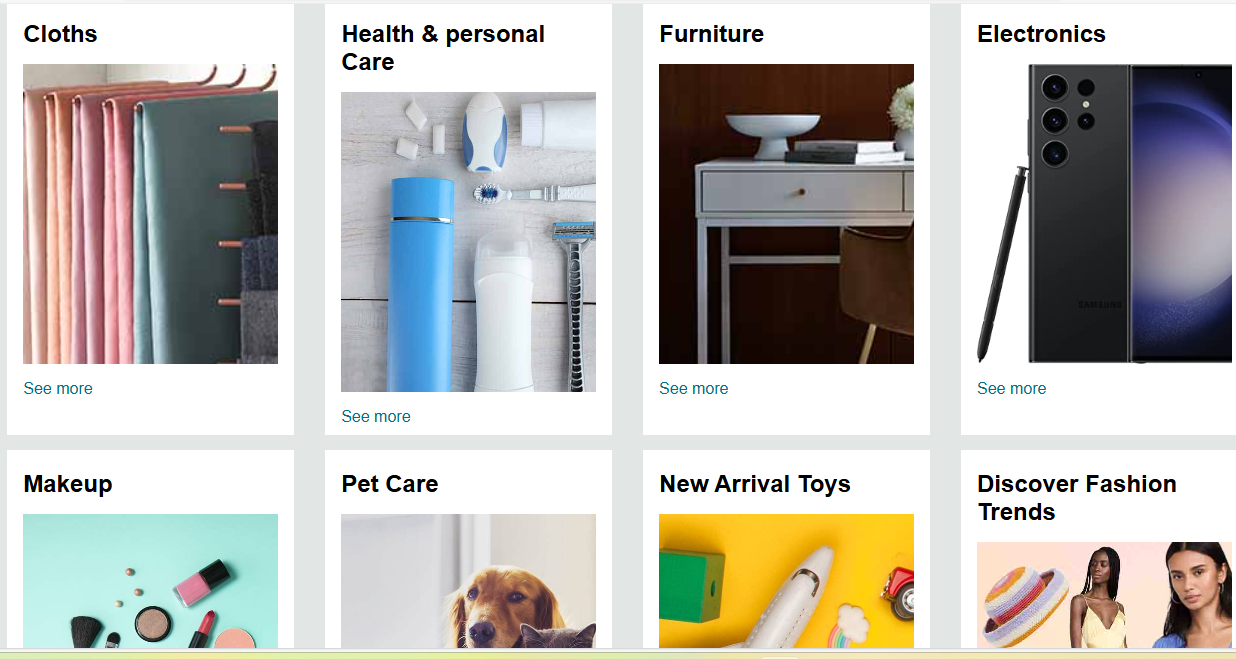 Cloths
Health & personal
Care
Furniture
Electronics
SAMSUNG
See more
See more
See more
See more
Makeup
Pet Care
New Arrival Toys
Discover Fashion
Trends